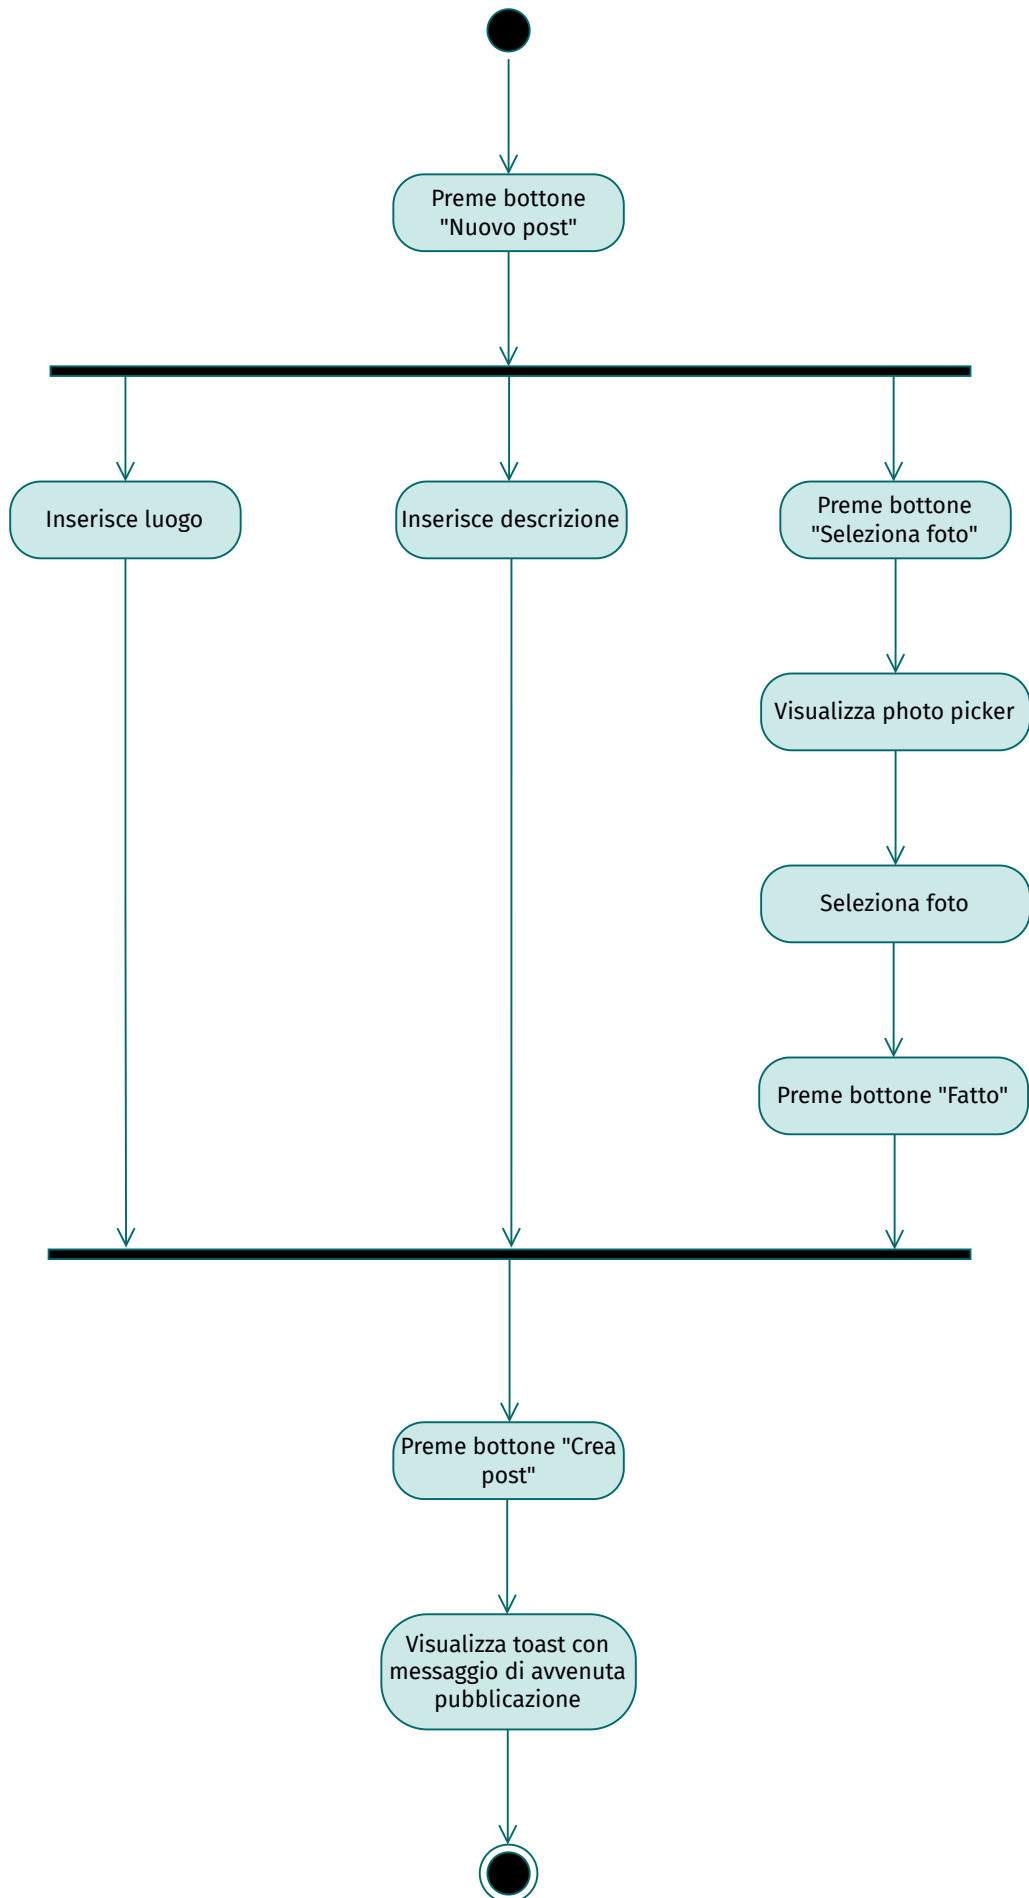 Preme bottone
"Nuovo post"
Inserisce luogo
Inserisce descrizione
Preme bottone
"Seleziona foto"
Visualizza photo picker
Seleziona foto
Preme bottone "Fatto"
Preme bottone "Crea
post"
Visualizza toast con
messaggio di avvenuta
pubblicazione